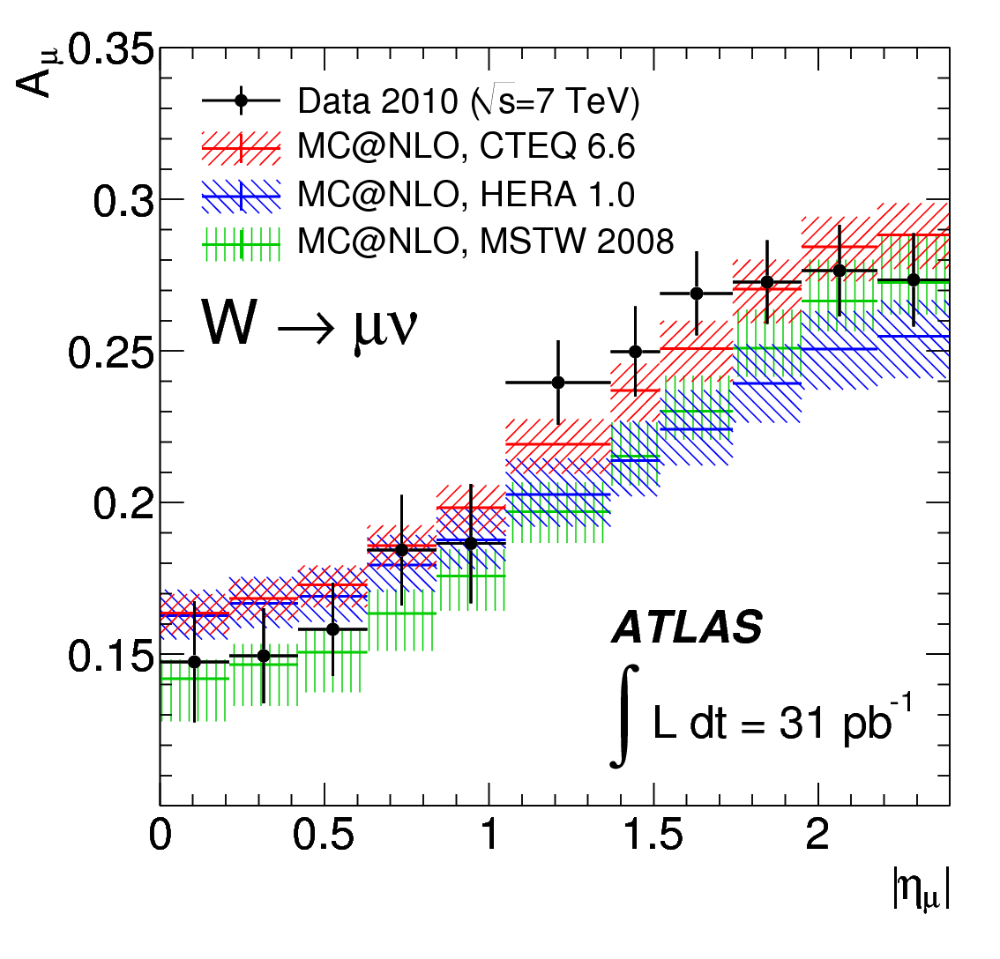 A_μ
0.35
0.3
0.25
0.2
0.15
Data 2010 (√s=7 TeV)
MC@NLO, CTEQ 6.6
MC@NLO, HERA 1.0
MC@NLO, MSTW 2008
W → μν
ATLAS
∫ L dt = 31 pb⁻¹
0 0.5 1 1.5 2
|η_μ|